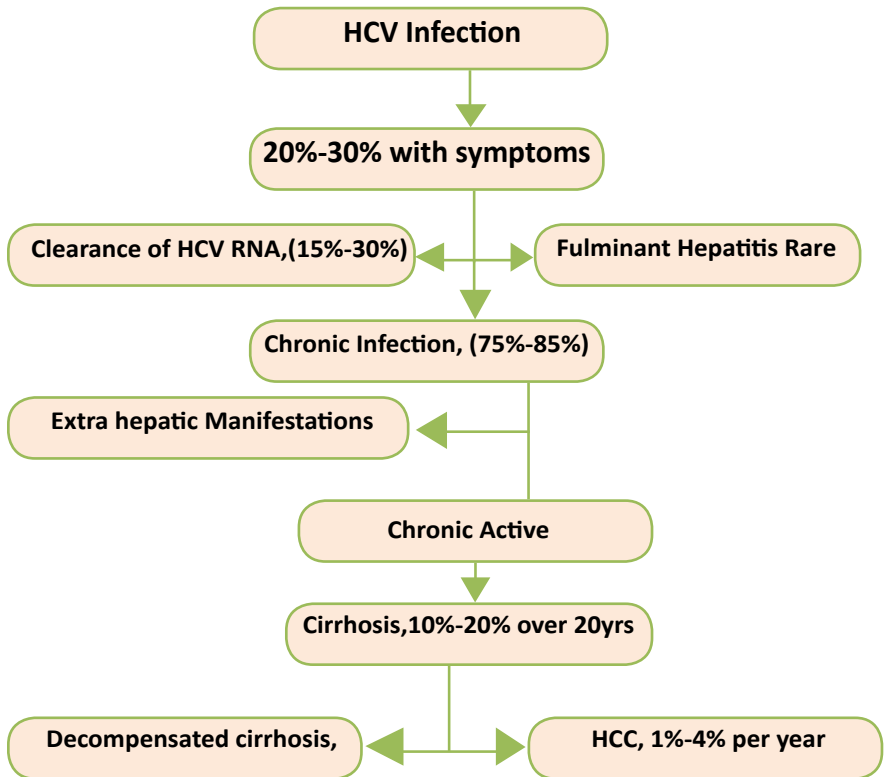 HCV Infection
20%-30% with symptoms
Clearance of HCV RNA,(15%-30%)
Fulminant Hepatitis Rare
Chronic Infection, (75%-85%)
Extra hepatic Manifestations
Chronic Active
Cirrhosis,10%-20% over 20yrs
Decompensated cirrhosis,
HCC, 1%-4% per year